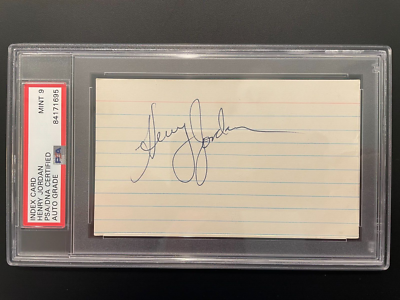 INDEX CARD
HENRY JORDAN
PSA/DNA CERTIFIED
AUTO GRADE
MINT 9
84171695
PSA
Henry Jordan